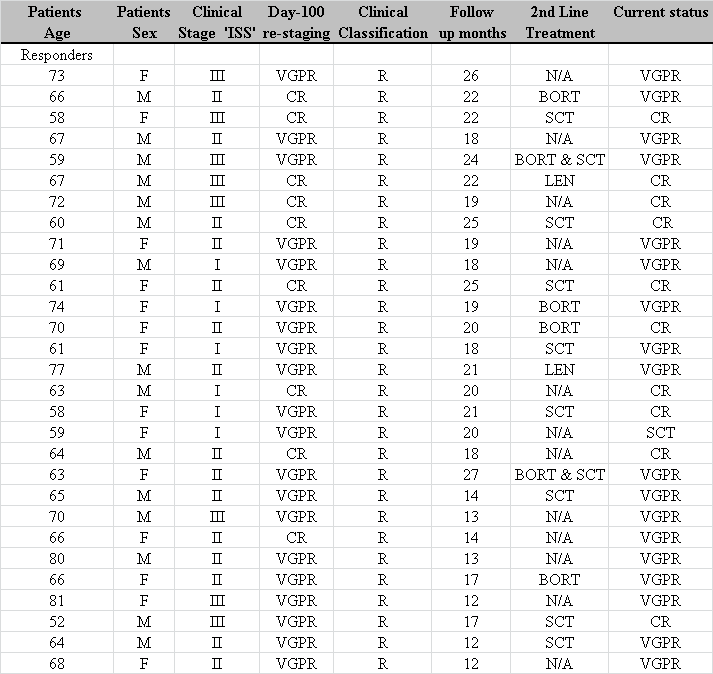 Patients Patients Clinical Day-100 Clinical Follow 2nd Line Current status
Age Sex Stage 'ISS' re-staging Classification up months Treatment
Responders
73 F III VGPR R 26 N/A VGPR
66 M II CR R 22 BORT VGPR
58 F III CR R 22 SCT CR
67 M II VGPR R 18 N/A VGPR
59 M III VGPR R 24 BORT & SCT VGPR
67 M III CR R 22 LEN CR
72 M III CR R 19 N/A CR
60 M II CR R 25 SCT CR
71 F II VGPR R 19 N/A VGPR
69 M I VGPR R 18 N/A VGPR
61 F II CR R 25 SCT CR
74 F I VGPR R 19 BORT VGPR
70 F II VGPR R 20 BORT CR
61 F I VGPR R 18 SCT VGPR
77 M II VGPR R 21 LEN VGPR
63 M I CR R 20 N/A CR
58 F I VGPR R 21 SCT CR
59 F I VGPR R 20 N/A SCT
64 M II CR R 18 N/A CR
63 F II VGPR R 27 BORT & SCT VGPR
65 M II VGPR R 14 SCT VGPR
70 M III VGPR R 13 N/A VGPR
66 F II CR R 14 N/A VGPR
80 M II VGPR R 13 N/A VGPR
66 F II VGPR R 17 BORT VGPR
81 F III VGPR R 12 N/A VGPR
52 M III VGPR R 17 SCT CR
64 M II VGPR R 12 SCT VGPR
68 F II VGPR R 12 N/A VGPR